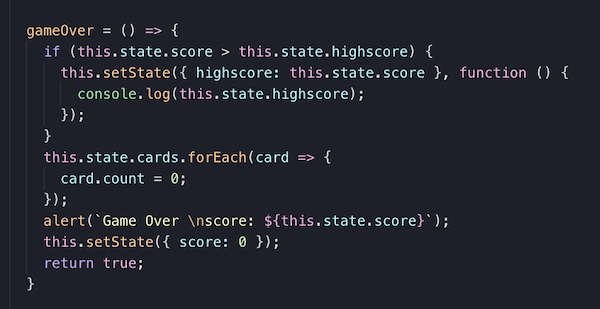 gameOver = () => {
  if (this.state.score > this.state.highscore) {
    this.setState({ highscore: this.state.score }, function () {
      console.log(this.state.highscore);
    });
  }
  this.state.cards.forEach(card => {
    card.count = 0;
  });
  alert(`Game Over \nscore: ${this.state.score}`);
  this.setState({ score: 0 });
  return true;
}